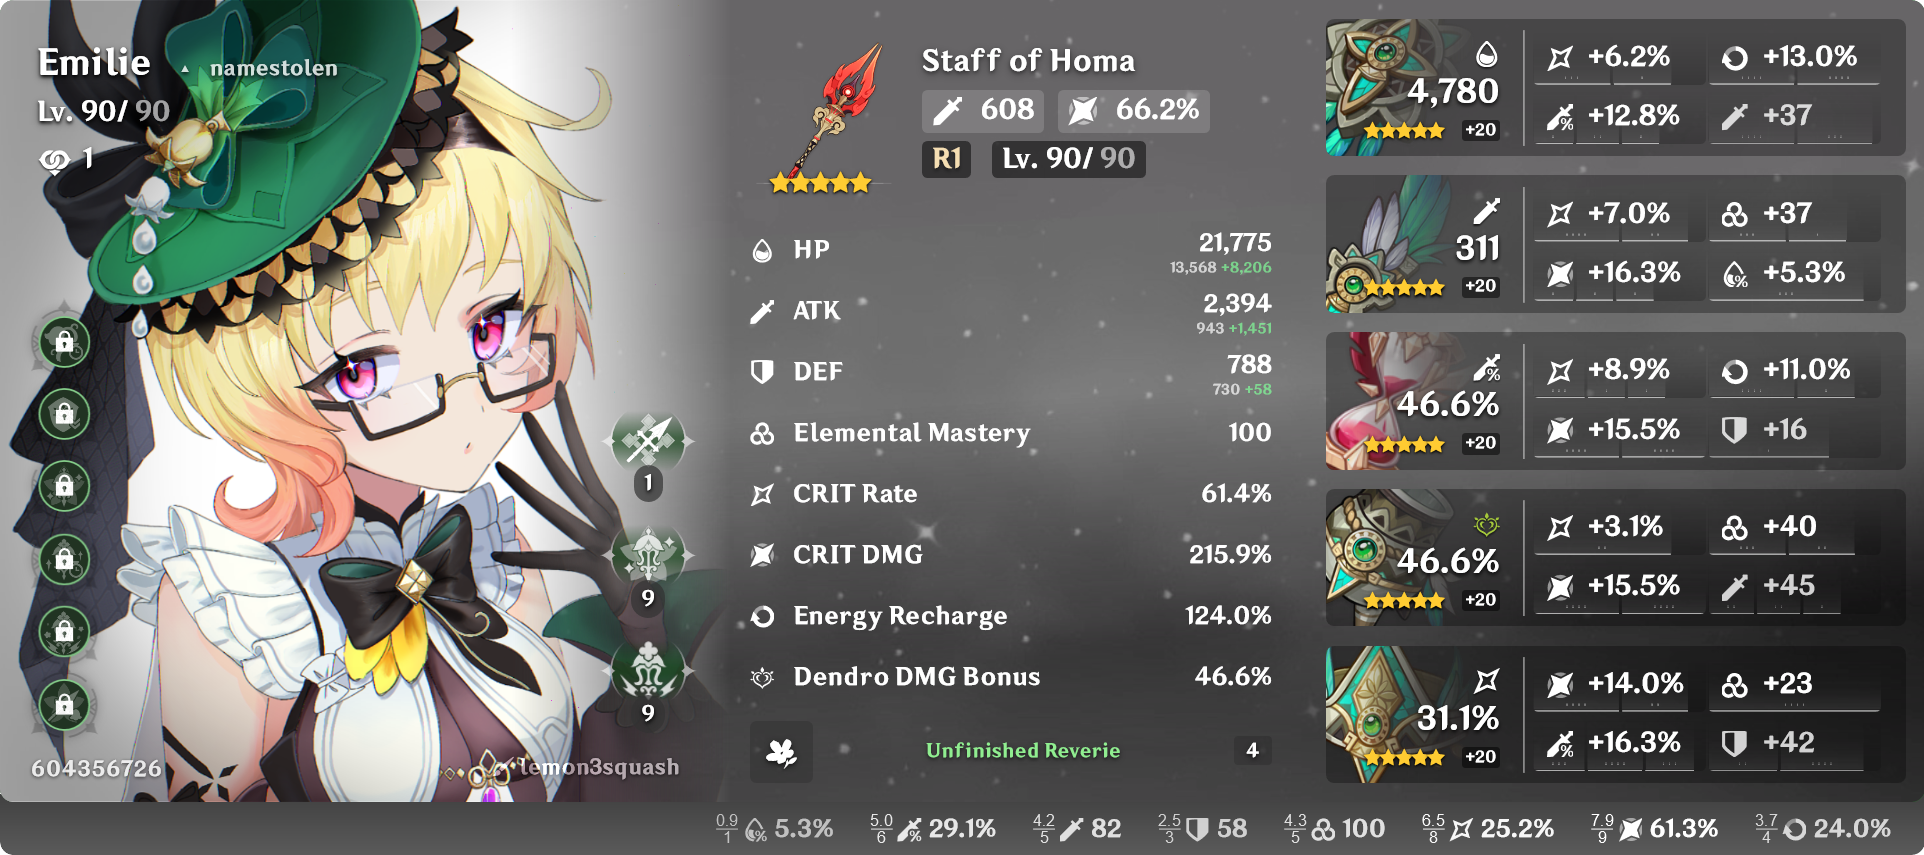 Emilie ▲ namestolen
Lv. 90/ 90
1
1
9
9
604356726
lemon3squash
Staff of Homa
608 66.2%
R1 Lv. 90/ 90
HP 21,775
13,568 +8,206
ATK 2,394
943 +1,451
DEF 788
730 +58
Elemental Mastery 100
CRIT Rate 61.4%
CRIT DMG 215.9%
Energy Recharge 124.0%
Dendro DMG Bonus 46.6%
Unfinished Reverie 4
4,780
+20
+6.2% +13.0%
+12.8% +37
311
+20
+7.0% +37
+16.3% +5.3%
46.6%
+20
+8.9% +11.0%
+15.5% +16
46.6%
+20
+3.1% +40
+15.5% +45
31.1%
+20
+14.0% +23
+16.3% +42
0.9 1 5.3% 5.0 6 29.1% 4.2 5 82 2.5 3 58 4.3 5 100 6.5 8 25.2% 7.9 9 61.3% 3.7 4 24.0%